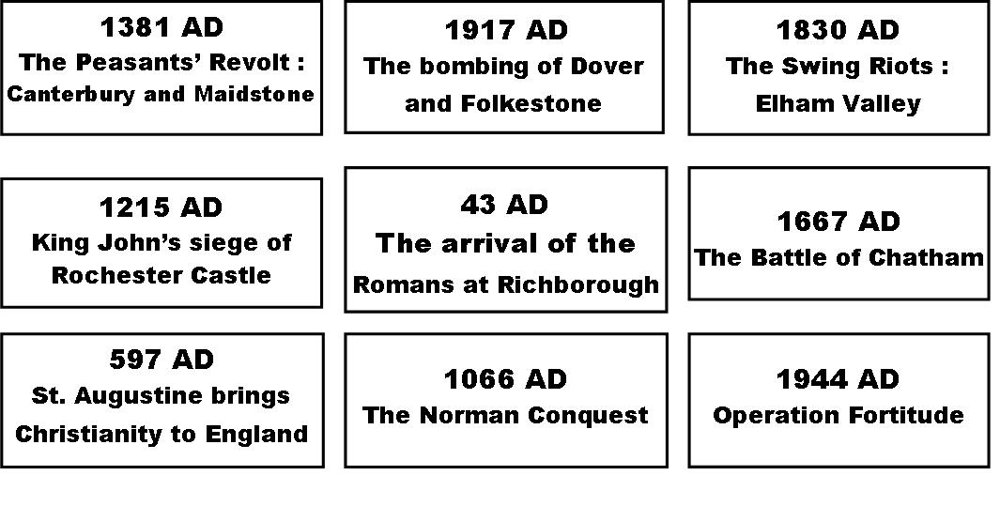 1381 AD
The Peasants’ Revolt :
Canterbury and Maidstone
1917 AD
The bombing of Dover
and Folkestone
1830 AD
The Swing Riots :
Elham Valley
1215 AD
King John’s siege of
Rochester Castle
43 AD
The arrival of the
Romans at Richborough
1667 AD
The Battle of Chatham
597 AD
St. Augustine brings
Christianity to England
1066 AD
The Norman Conquest
1944 AD
Operation Fortitude